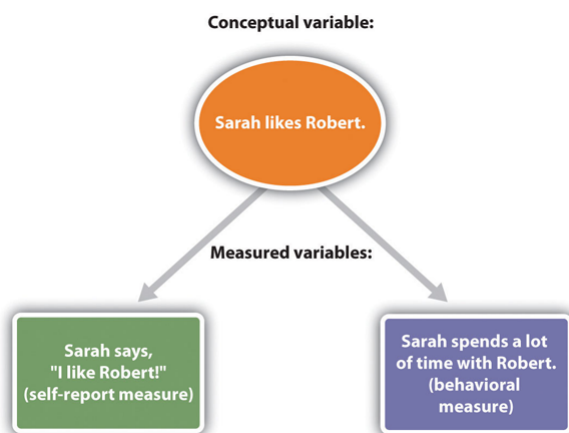 Conceptual variable:
Sarah likes Robert.
Measured variables:
Sarah says,
"I like Robert!"
(self-report measure)
Sarah spends a lot
of time with Robert.
(behavioral
measure)